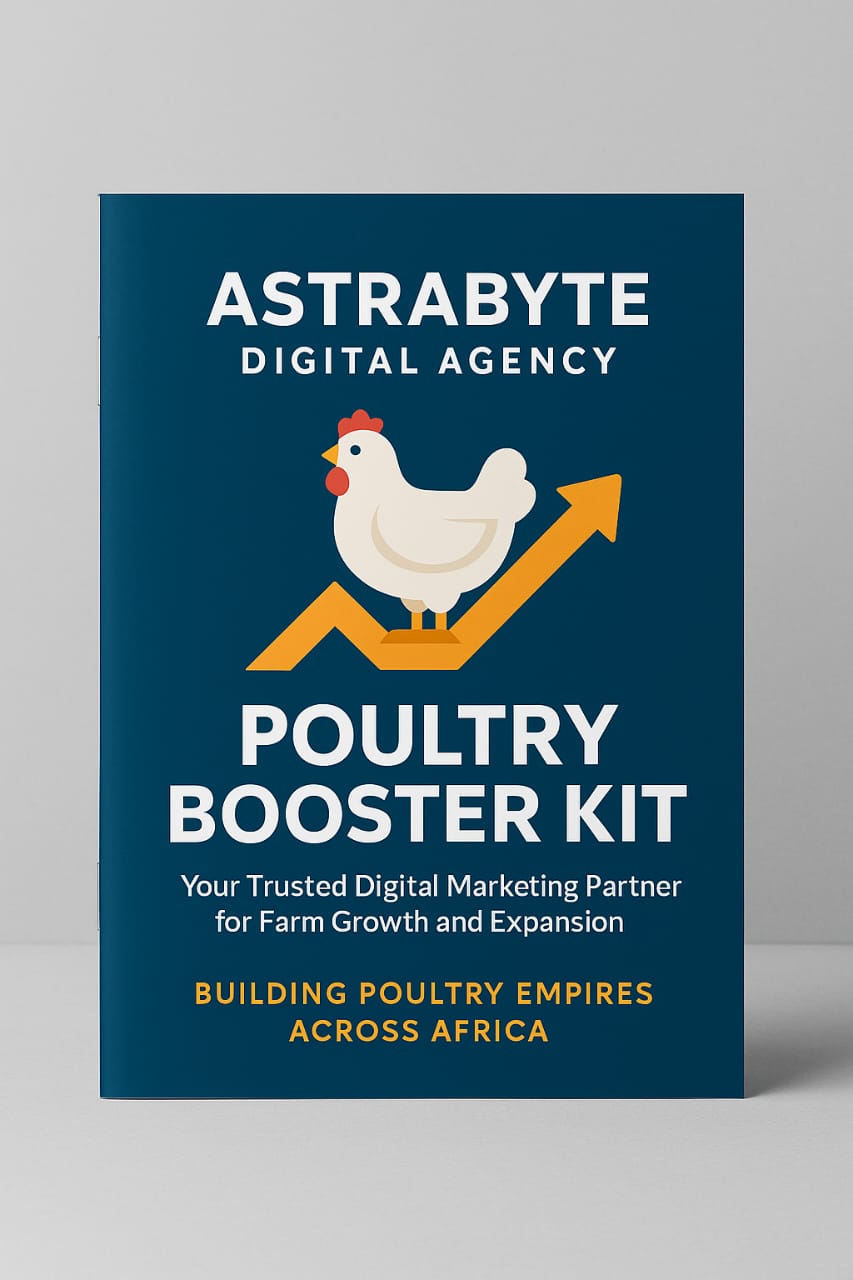 ASTRABYTE
DIGITAL AGENCY
POULTRY
BOOSTER KIT
Your Trusted Digital Marketing Partner
for Farm Growth and Expansion
BUILDING POULTRY EMPIRES
ACROSS AFRICA